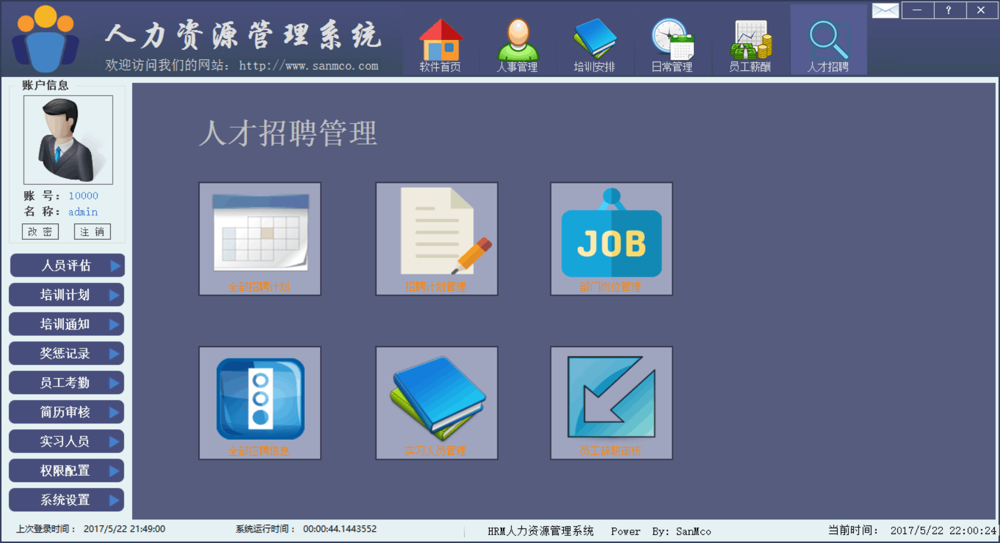 人力资源管理系统
欢迎访问我们的网站：http://www.sanmco.com
软件首页
人事管理
培训安排
日常管理
员工薪酬
人才招聘
?
账户信息
账 号： 10000
名 称： admin
改 密
注 销
人员评估
培训计划
培训通知
奖惩记录
员工考勤
简历审核
实习人员
权限配置
系统设置
人才招聘管理
全部招聘计划
招聘计划管理
JOB
部门岗位管理
全部应聘信息
实习人员管理
员工辞职审核
上次登录时间： 2017/5/22 21:49:00
系统运行时间： 00:00:44.1443552
HRM人力资源管理系统 Power By: SanMco
当前时间： 2017/5/22 22:00:24